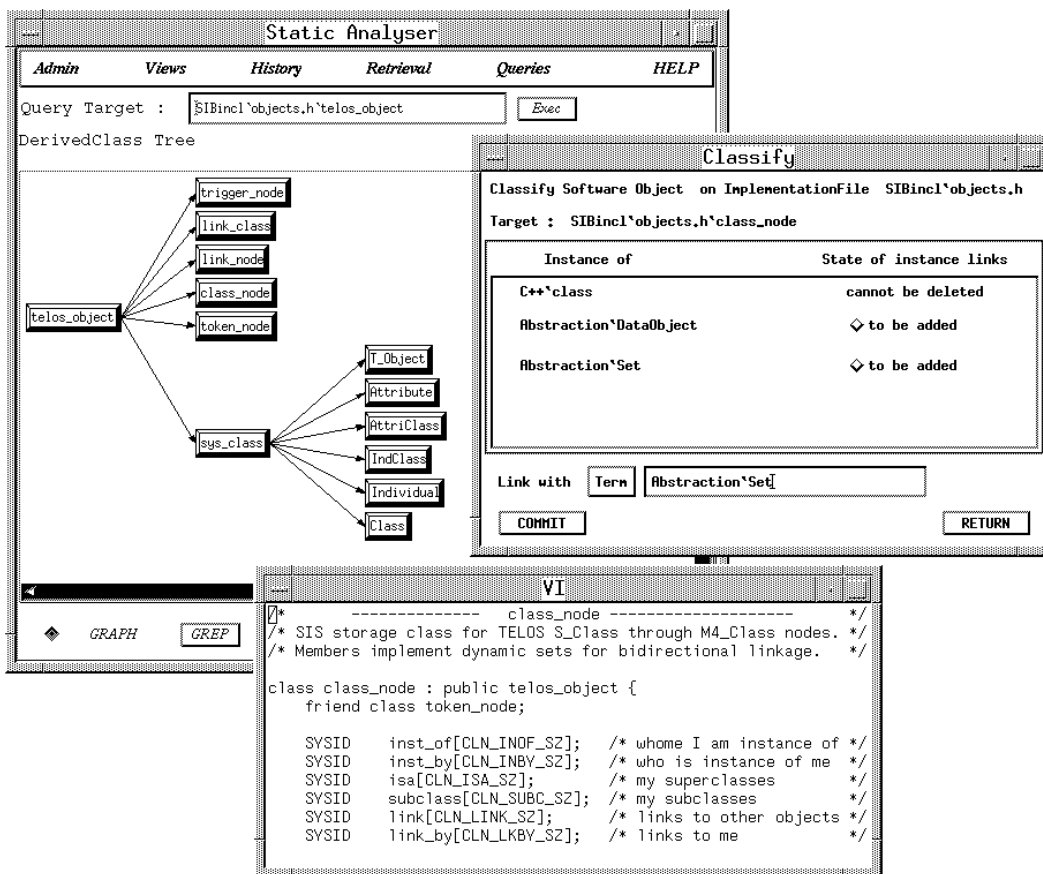 Static Analyser
Admin Views History Retrieval Queries HELP
Query Target : SIBincl`objects.h`telos_object Exec
DerivedClass Tree
trigger_node
link_class
link_node
class_node
telos_object
token_node
T_Object
Attribute
AttriClass
sys_class
IndClass
Individual
Class
GRAPH GREP
Classify
Classify Software Object on ImplementationFile SIBincl`objects.h
Target : SIBincl`objects.h`class_node
Instance of State of instance links
C++`class cannot be deleted
Abstraction`DataObject to be added
Abstraction`Set to be added
Link with Term Abstraction`Set
COMMIT RETURN
VI
/* -------------- class_node -------------------- */
/* SIS storage class for TELOS S_Class through M4_Class nodes. */
/* Members implement dynamic sets for bidirectional linkage. */
class class_node : public telos_object {
friend class token_node;
SYSID inst_of[CLN_INOF_SZ]; /* whome I am instance of */
SYSID inst_by[CLN_INBY_SZ]; /* who is instance of me */
SYSID isa[CLN_ISA_SZ]; /* my superclasses */
SYSID subclass[CLN_SUBC_SZ]; /* my subclasses */
SYSID link[CLN_LINK_SZ]; /* links to other objects */
SYSID link_by[CLN_LKBY_SZ]; /* links to me */